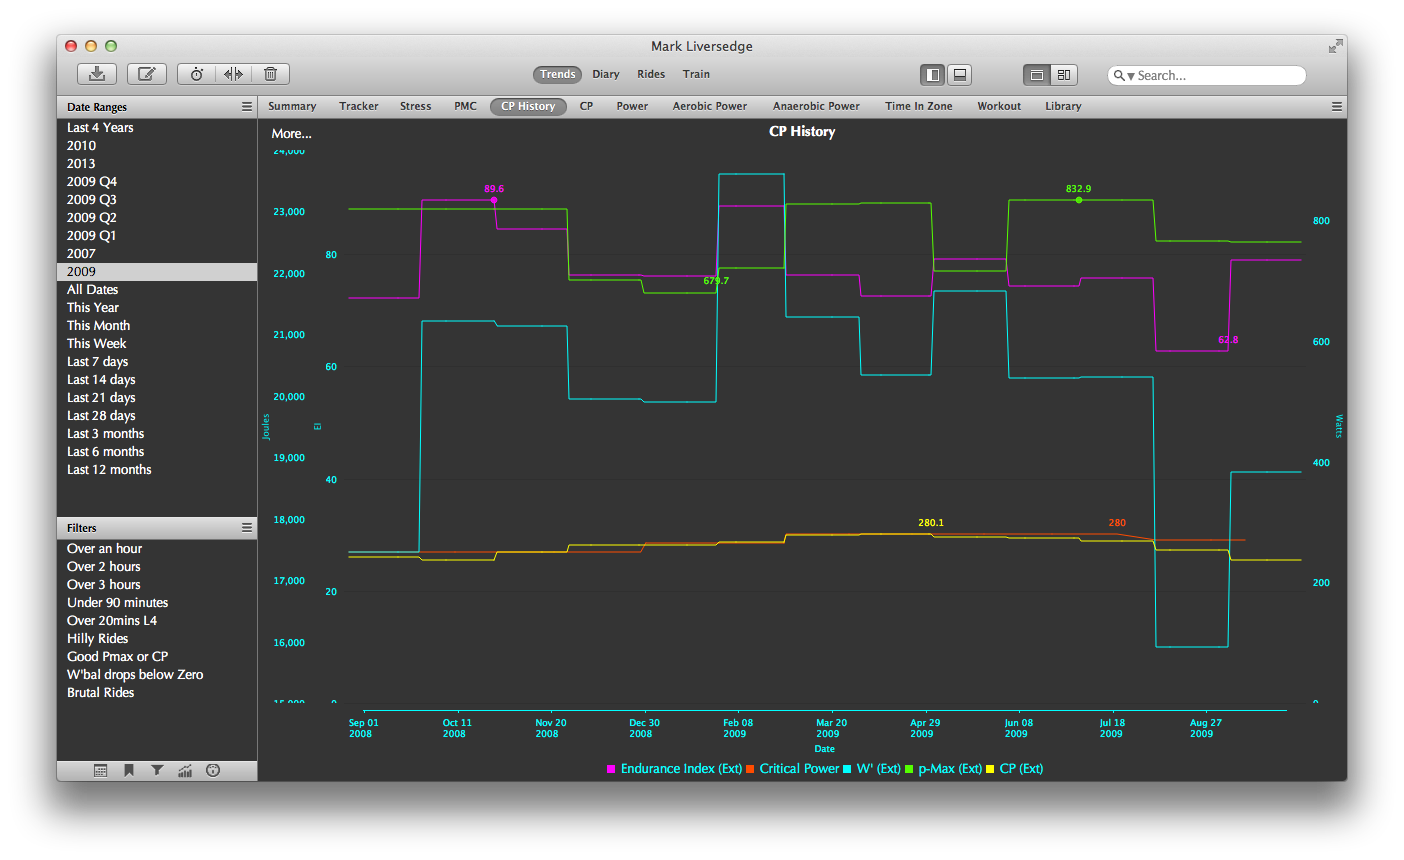 Mark Liversedge
Trends Diary Rides Train
Search...
Date Ranges
Summary Tracker Stress PMC CP History CP Power Aerobic Power Anaerobic Power Time In Zone Workout Library
Last 4 Years
2010
2013
2009 Q4
2009 Q3
2009 Q2
2009 Q1
2007
2009
All Dates
This Year
This Month
This Week
Last 7 days
Last 14 days
Last 21 days
Last 28 days
Last 3 months
Last 6 months
Last 12 months
Filters
Over an hour
Over 2 hours
Over 3 hours
Under 90 minutes
Over 20mins L4
Hilly Rides
Good Pmax or CP
W'bal drops below Zero
Brutal Rides
More...
CP History
24,000
23,000
22,000
21,000
20,000
19,000
18,000
17,000
16,000
15,000
Joules
80
60
40
20
0
EI
89.6
679.7
832.9
62.8
280.1
280
800
600
400
200
0
Watts
Sep 01 Oct 11 Nov 20 Dec 30 Feb 08 Mar 20 Apr 29 Jun 08 Jul 18 Aug 27
2008 2008 2008 2008 2009 2009 2009 2009 2009 2009
Date
Endurance Index (Ext) Critical Power W' (Ext) p-Max (Ext) CP (Ext)